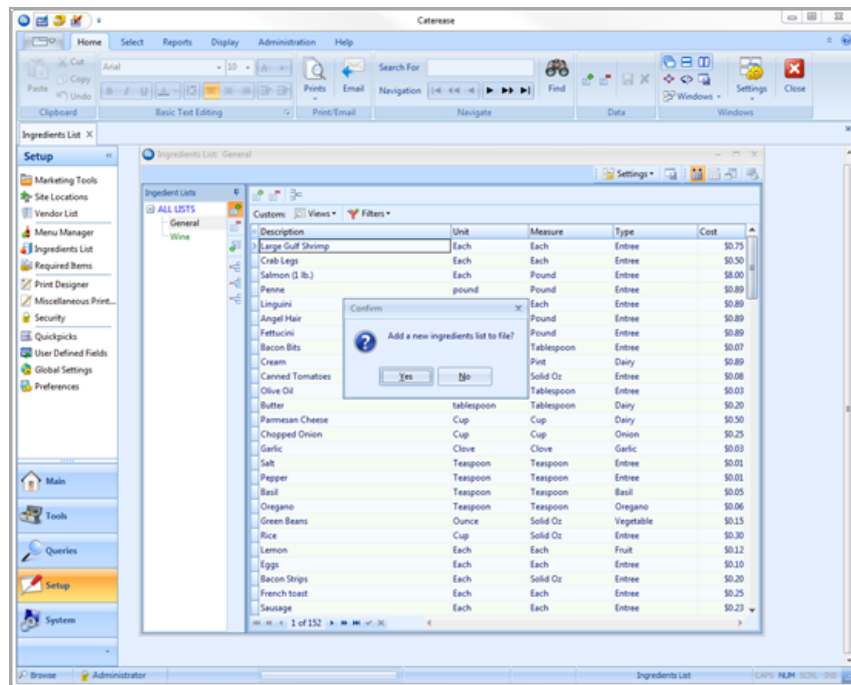 Caterease
Home Select Reports Display Administration Help
Paste
Cut
Copy
Undo
Clipboard
Arial 10
B I U
Basic Text Editing
Prints Email
Print/Email
Search For
Navigation
Find
Navigate
Data
Windows
Settings
Windows
Close
Ingredients List X
Setup
Marketing Tools
Site Locations
Vendor List
Menu Manager
Ingredients List
Required Items
Print Designer
Miscellaneous Print...
Security
Quickpicks
User Defined Fields
Global Settings
Preferences
Main
Tools
Queries
Setup
System
Ingredients List: General
Settings
Ingedient Lists
ALL LISTS
General
Wine
Custom: Views Filters
Description Unit Measure Type Cost
Large Gulf Shrimp Each Each Entree $0.75
Crab Legs Each Each Entree $0.50
Salmon (1 lb.) Each Pound Entree $8.00
Penne pound Pound Entree $0.89
Linguini Each Entree $0.89
Angel Hair Pound Entree $0.89
Fettucini Pound Entree $0.89
Bacon Bits Tablespoon Entree $0.07
Cream Pint Dairy $0.89
Canned Tomatoes Solid Oz Entree $0.08
Olive Oil Tablespoon Entree $0.03
Butter tablespoon Tablespoon Dairy $0.20
Parmesan Cheese Cup Cup Dairy $0.50
Chopped Onion Cup Cup Onion $0.25
Garlic Clove Clove Garlic $0.03
Salt Teaspoon Teaspoon Entree $0.01
Pepper Teaspoon Teaspoon Entree $0.01
Basil Teaspoon Teaspoon Basil $0.05
Oregano Teaspoon Teaspoon Oregano $0.06
Green Beans Ounce Solid Oz Vegetable $0.15
Rice Cup Solid Oz Entree $0.30
Lemon Each Each Fruit $0.12
Eggs Each Each Entree $0.10
Bacon Strips Each Solid Oz Entree $0.20
French toast Each Each Entree $0.25
Sausage Each Each Entree $0.23
1 of 152
Confirm
Add a new ingredients list to file?
Yes No
Browse Administrator Ingredients List CAPS NUM SCRL INS